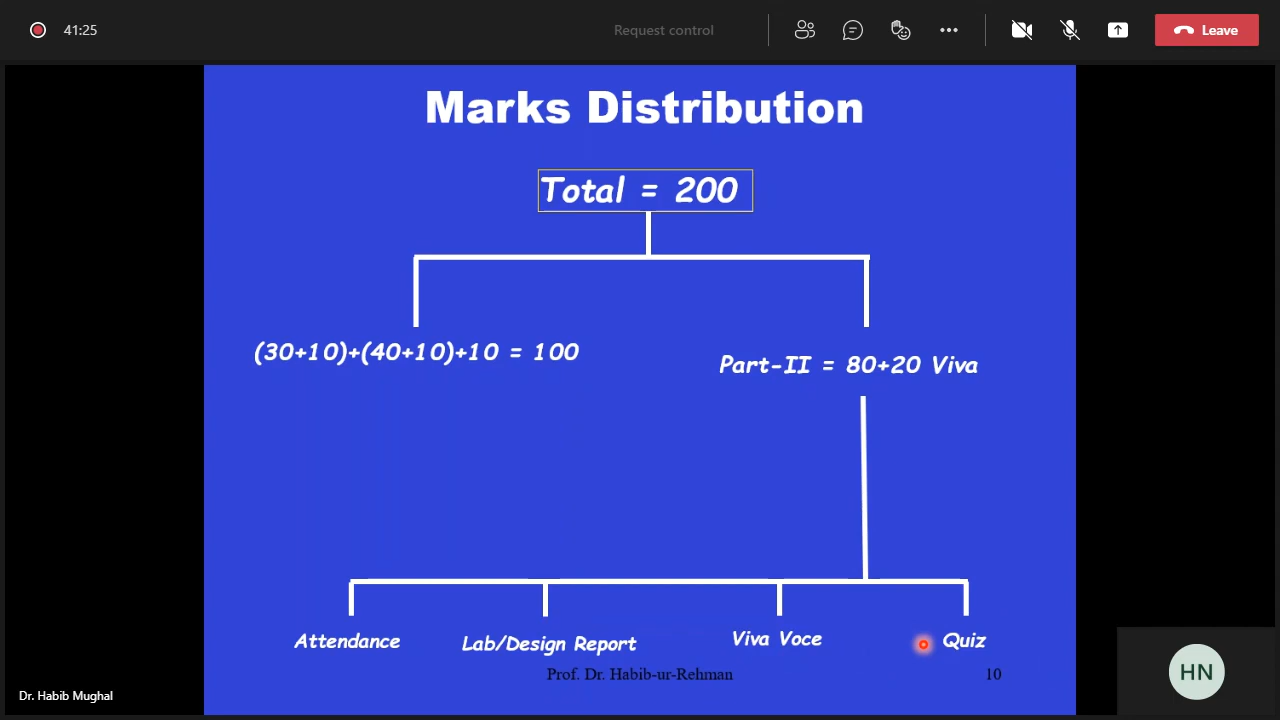 41:25
Request control
Leave
Marks Distribution
Total = 200
(30+10)+(40+10)+10 = 100
Part-II = 80+20 Viva
Attendance
Lab/Design Report
Viva Voce
Quiz
Prof. Dr. Habib-ur-Rehman
10
Dr. Habib Mughal
HN